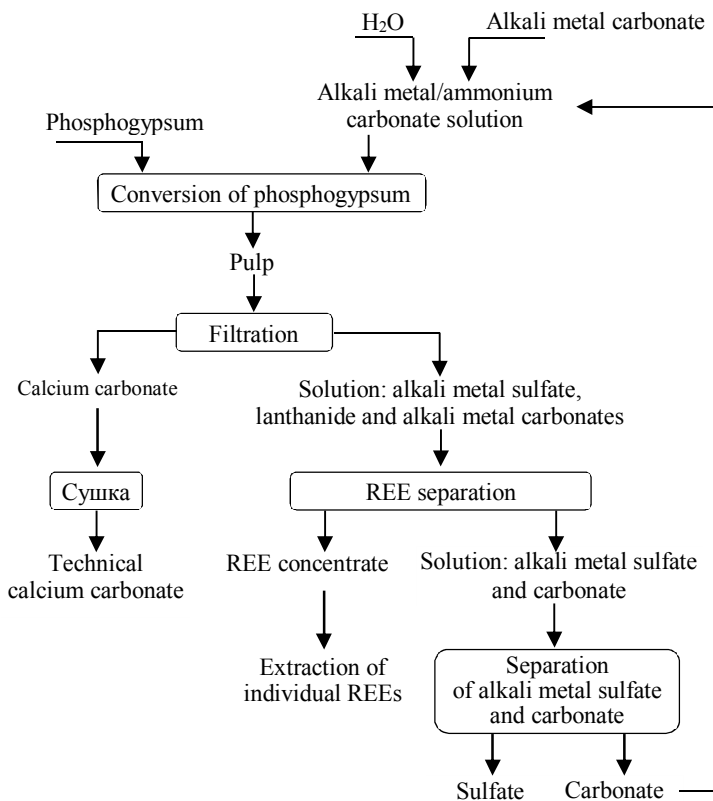 H₂O
Alkali metal carbonate
Alkali metal/ammonium
carbonate solution
Phosphogypsum
Conversion of phosphogypsum
Pulp
Filtration
Calcium carbonate
Solution: alkali metal sulfate,
lanthanide and alkali metal carbonates
Сушка
REE separation
Technical
calcium carbonate
REE concentrate
Solution: alkali metal sulfate
and carbonate
Extraction of
individual REEs
Separation
of alkali metal sulfate
and carbonate
Sulfate
Carbonate